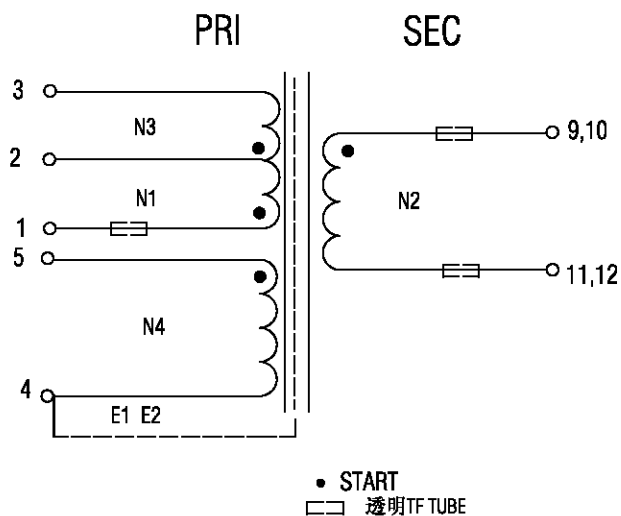 PRI SEC
3
N3
2
9,10
N1
N2
1
5
11,12
N4
4
E1 E2
START
透明TF TUBE